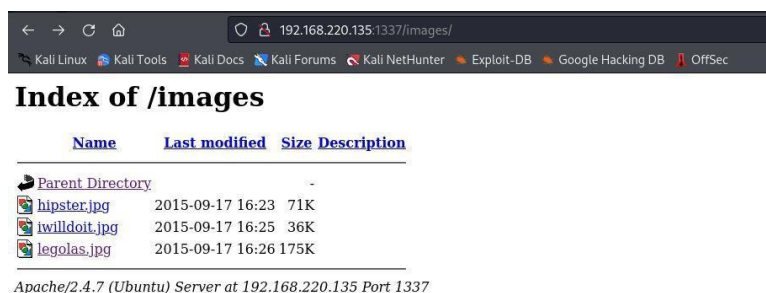 192.168.220.135:1337/images/
Kali Linux Kali Tools Kali Docs Kali Forums Kali NetHunter Exploit-DB Google Hacking DB OffSec
Index of /images
Name Last modified Size Description
Parent Directory -
hipster.jpg 2015-09-17 16:23 71K
iwilldoit.jpg 2015-09-17 16:25 36K
legolas.jpg 2015-09-17 16:26 175K
Apache/2.4.7 (Ubuntu) Server at 192.168.220.135 Port 1337